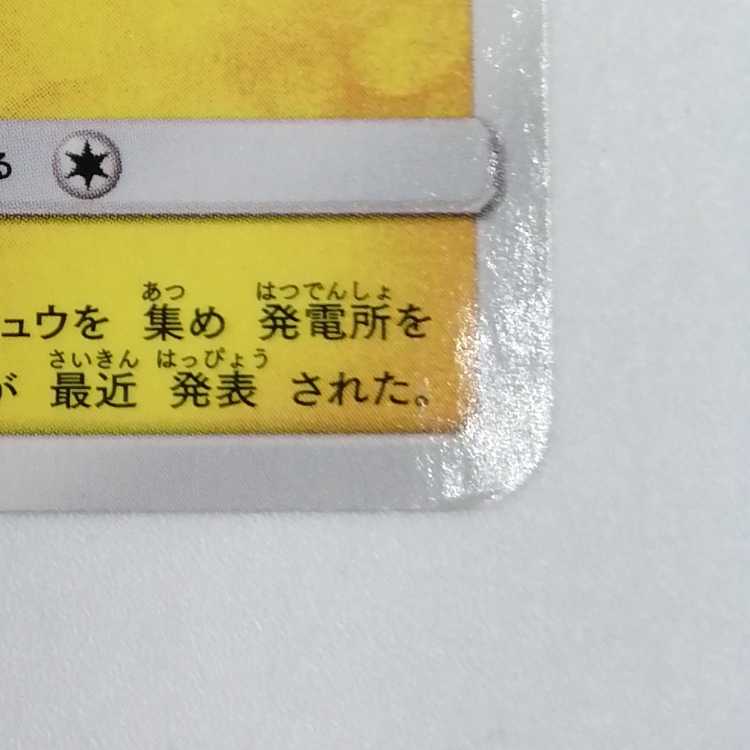 る
あつ はつでんしょ
ュウを 集め 発電所を
さいきん はっぴょう
が 最近 発表 された。